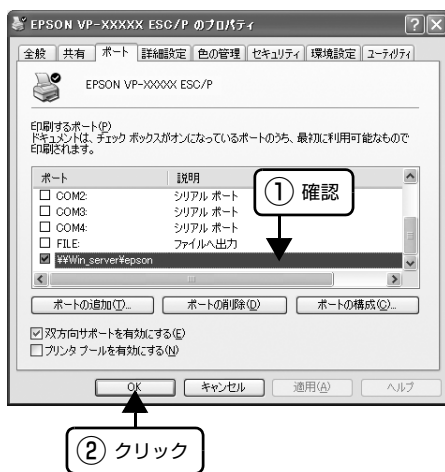 EPSON VP-XXXXX ESC/P のプロパティ
全般 共有 ポート 詳細設定 色の管理 セキュリティ 環境設定 ユーティリティ
EPSON VP-XXXXX ESC/P
印刷するポート(P)
ドキュメントは、チェック ボックスがオンになっているポートのうち、最初に利用可能なもので
印刷されます。
ポート 説明
COM2: シリアル ポート
COM3: シリアル ポート
COM4: シリアル ポート
FILE: ファイルへ出力
¥¥Win_server¥epson
① 確認
ポートの追加(T)... ポートの削除(D) ポートの構成(C)...
双方向サポートを有効にする(E)
プリンタ プールを有効にする(N)
OK キャンセル 適用(A) ヘルプ
② クリック